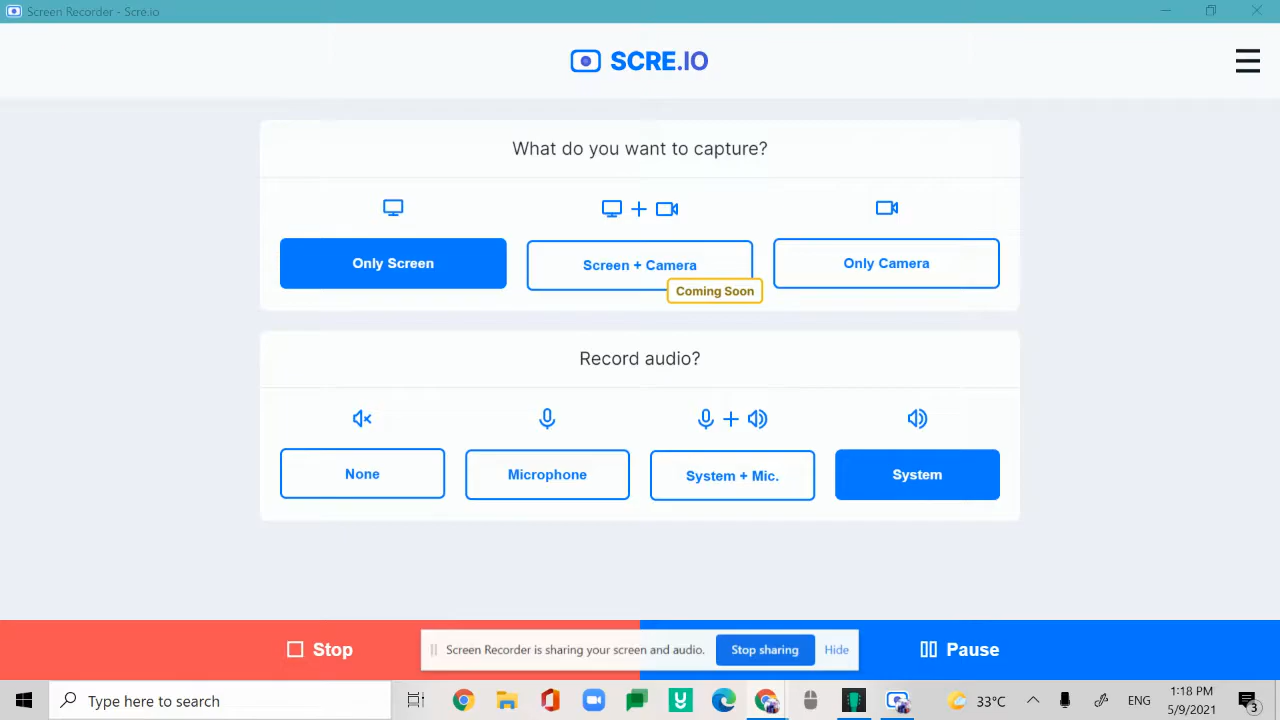 Screen Recorder - Scre.io
SCRE.IO
What do you want to capture?
Only Screen
Screen + Camera
Only Camera
Coming Soon
Record audio?
None
Microphone
System + Mic.
System
Stop
Screen Recorder is sharing your screen and audio.
Stop sharing
Hide
Pause
Type here to search
33°C
ENG
1:18 PM
5/9/2021
3